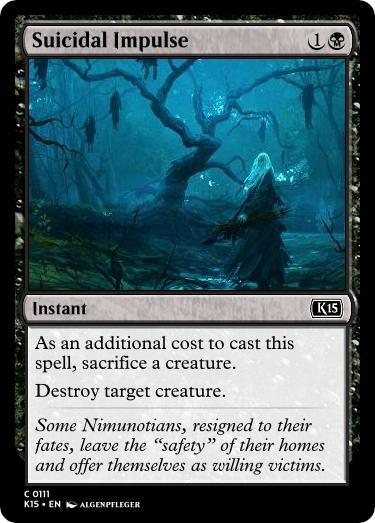 Suicidal Impulse 1
Instant K15
As an additional cost to cast this
spell, sacrifice a creature.
Destroy target creature.
Some Nimunotians, resigned to their
fates, leave the “safety” of their homes
and offer themselves as willing victims.
C 0111
K15 • EN ALGENPFLEGER